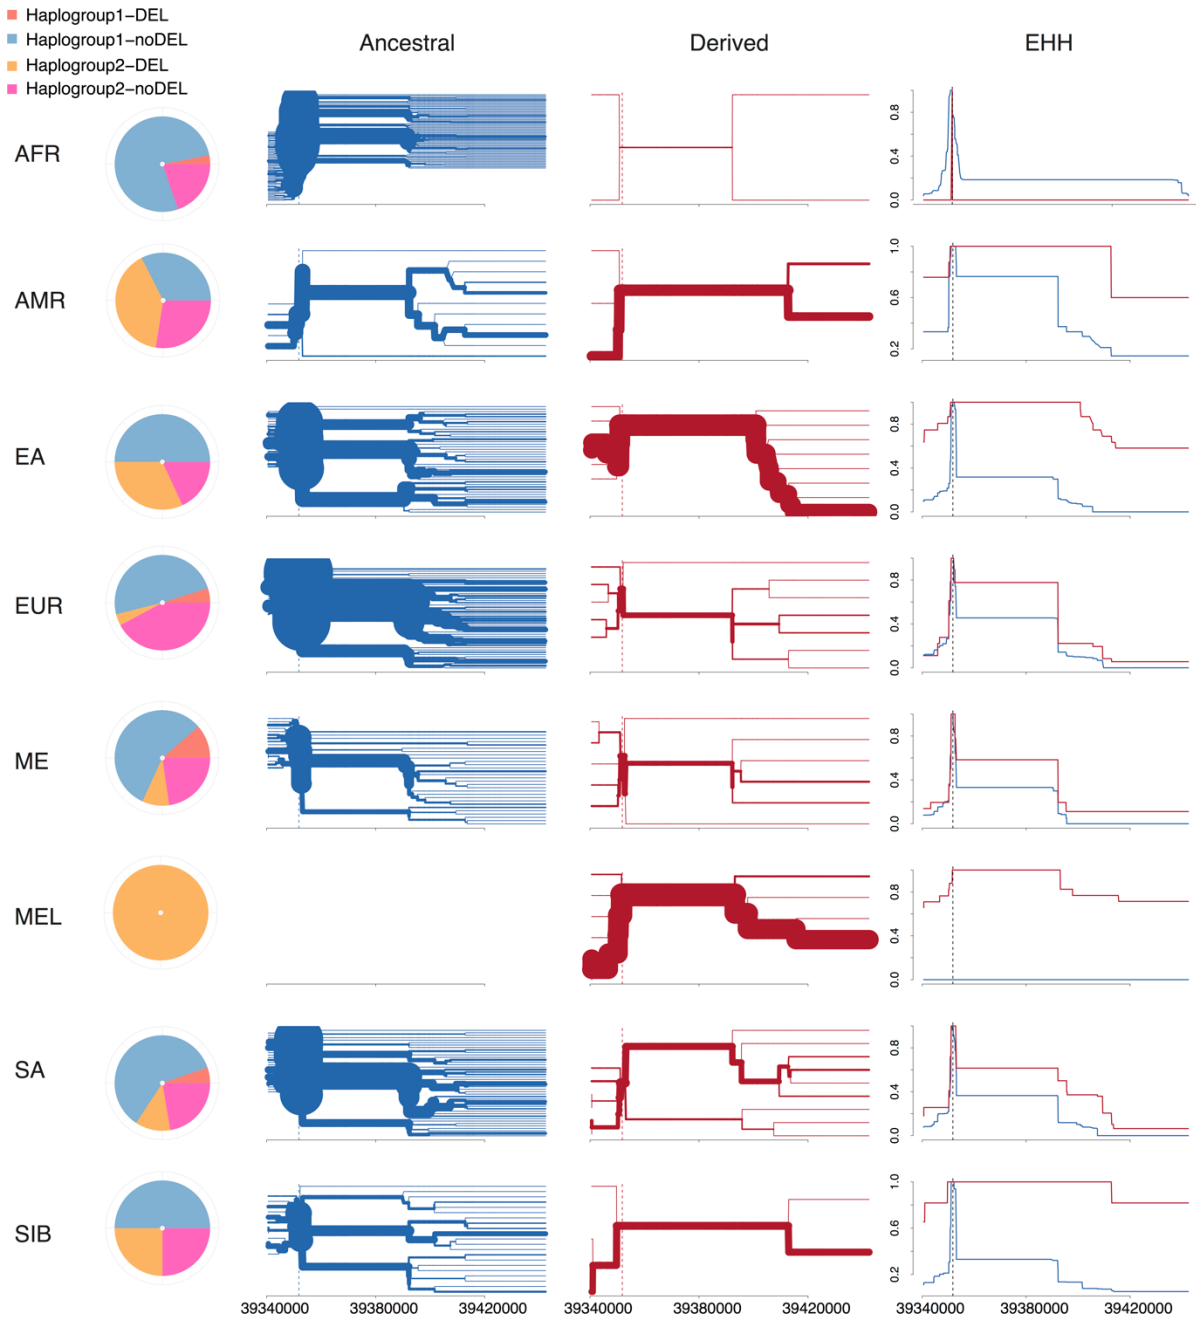 Haplogroup1-DEL
Haplogroup1-noDEL
Haplogroup2-DEL
Haplogroup2-noDEL
Ancestral Derived EHH
AFR
0.0 0.4 0.8
AMR
0.2 0.6 1.0
EA
0.0 0.4 0.8
EUR
0.0 0.4 0.8
ME
0.0 0.4 0.8
MEL
0.0 0.4 0.8
SA
0.0 0.4 0.8
SIB
0.2 0.6 1.0
39340000 39380000 39420000 39340000 39380000 39420000 39340000 39380000 39420000